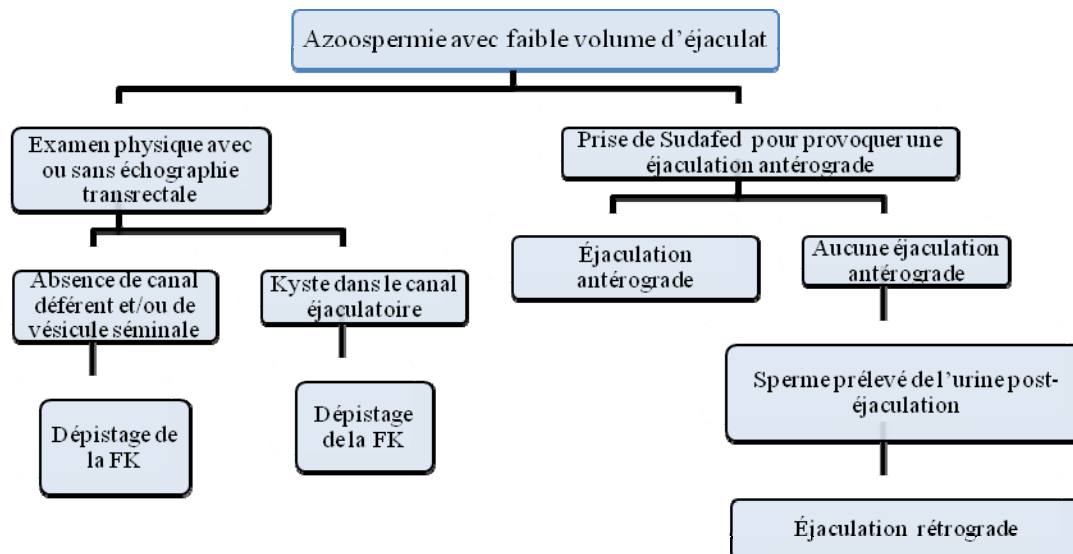 Azoospermie avec faible volume d'éjaculat
Examen physique avec
ou sans échographie
transrectale
Prise de Sudafed pour provoquer une
éjaculation antérograde
Absence de canal
déférent et/ou de
vésicule séminale
Kyste dans le canal
éjaculatoire
Éjaculation
antérograde
Aucune éjaculation
antérograde
Dépistage de
la FK
Dépistage
de la FK
Sperme prélevé de l'urine post-
éjaculation
Éjaculation rétrograde